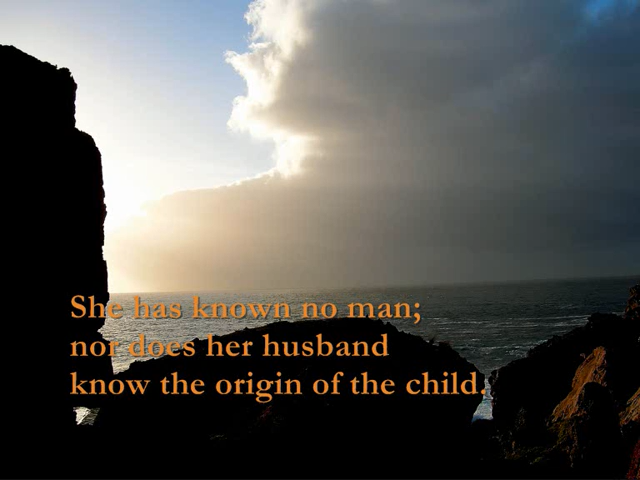 She has known no man;
nor does her husband
know the origin of the child.